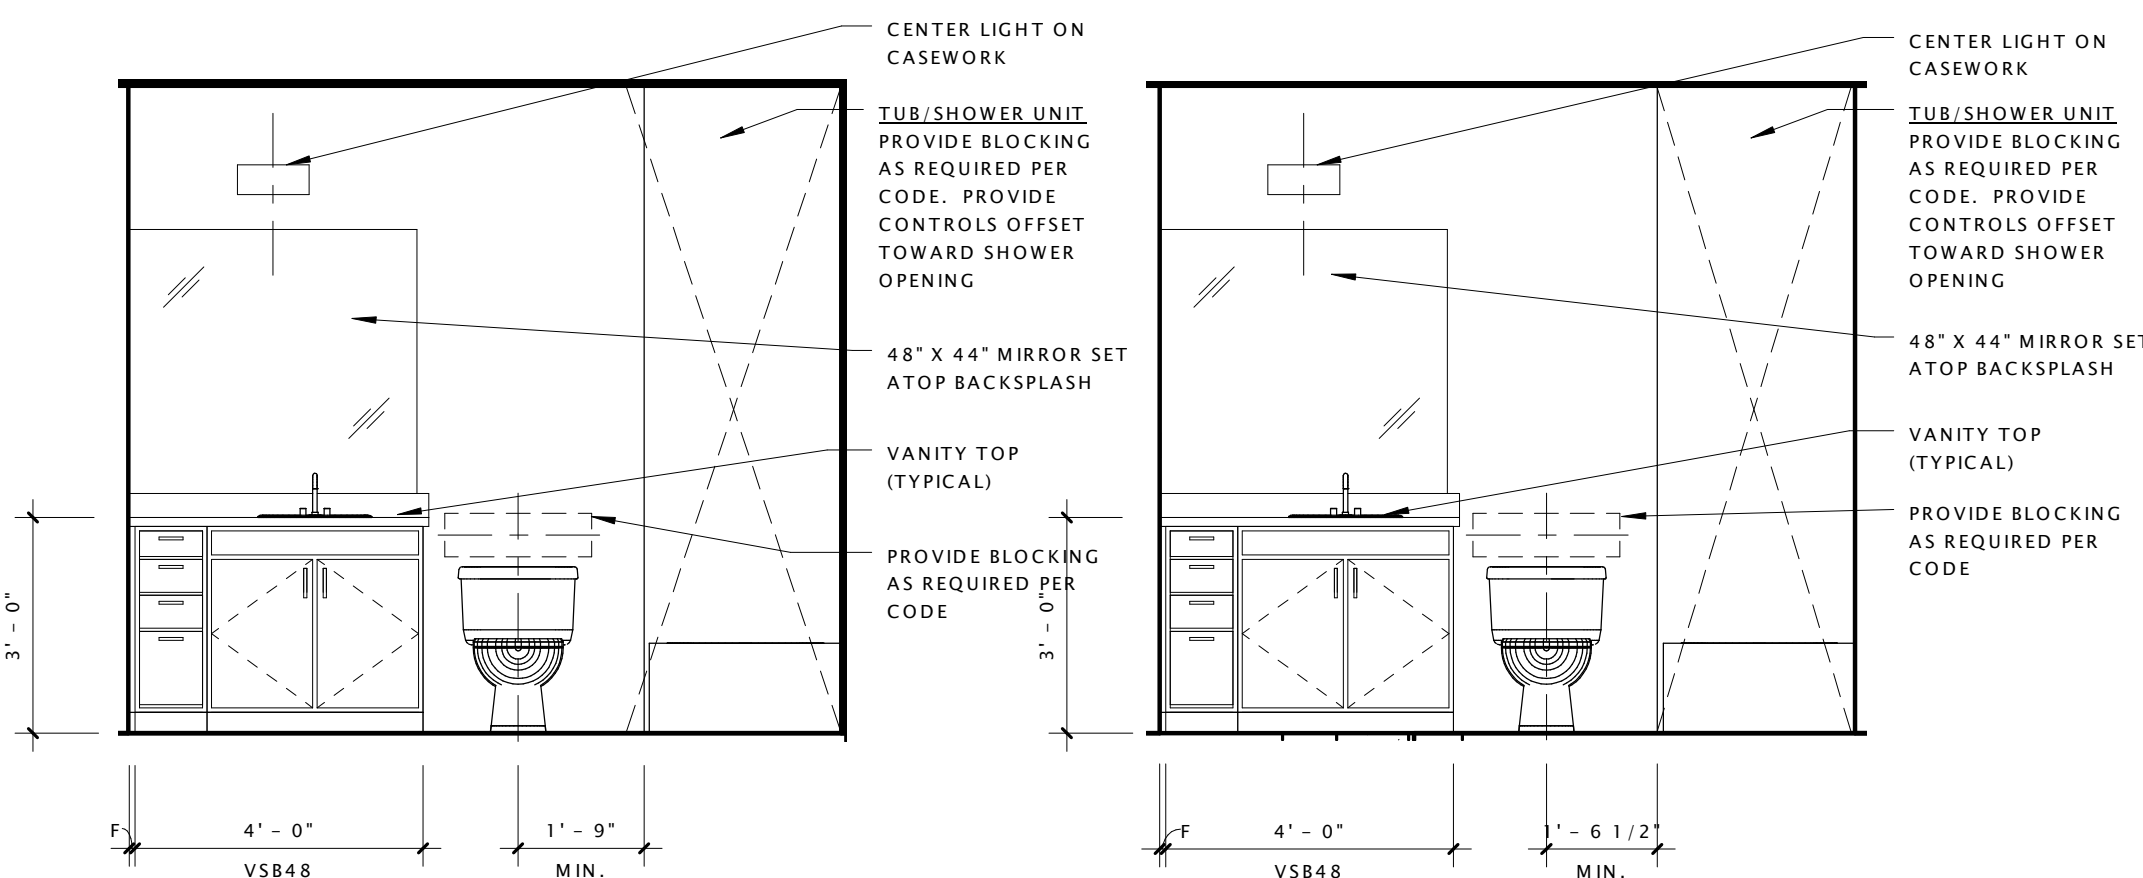 CENTER LIGHT ON
CASEWORK
TUB/SHOWER UNIT
PROVIDE BLOCKING
AS REQUIRED PER
CODE. PROVIDE
CONTROLS OFFSET
TOWARD SHOWER
OPENING
48" X 44" MIRROR SET
ATOP BACKSPLASH
VANITY TOP
(TYPICAL)
PROVIDE BLOCKING
AS REQUIRED PER
CODE
3' – 0"
F
4' – 0"
VSB48
1' – 9"
MIN.
CENTER LIGHT ON
CASEWORK
TUB/SHOWER UNIT
PROVIDE BLOCKING
AS REQUIRED PER
CODE. PROVIDE
CONTROLS OFFSET
TOWARD SHOWER
OPENING
48" X 44" MIRROR SET
ATOP BACKSPLASH
VANITY TOP
(TYPICAL)
PROVIDE BLOCKING
AS REQUIRED PER
CODE
3' – 0"
F
4' – 0"
VSB48
1' – 6 1/2"
MIN.